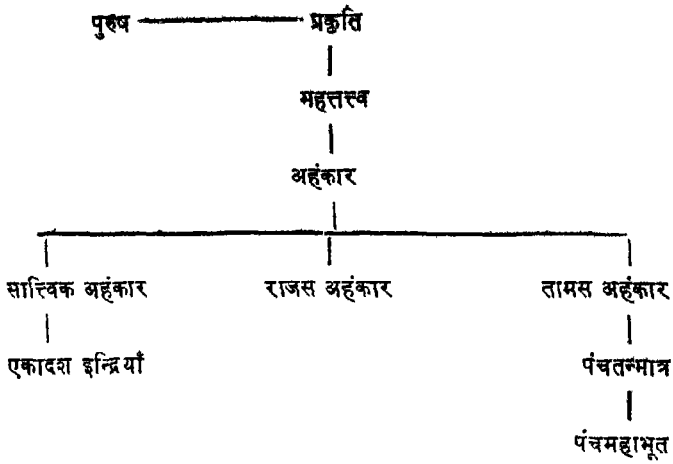 पुरुष प्रकृति
महत्तत्त्व
अहंकार
सात्त्विक अहंकार राजस अहंकार तामस अहंकार
एकादश इन्द्रियाँ पंचतन्मात्र
पंचमहाभूत